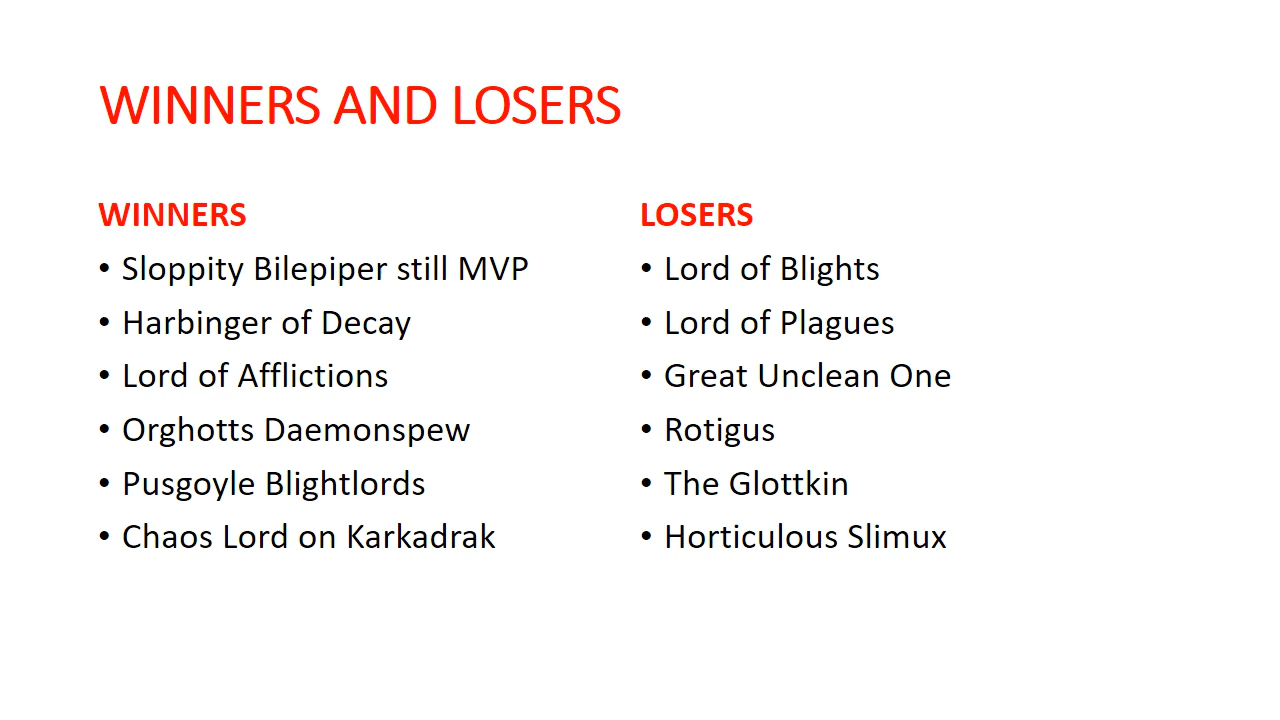 WINNERS AND LOSERS
WINNERS
• Sloppity Bilepiper still MVP
• Harbinger of Decay
• Lord of Afflictions
• Orghotts Daemonspew
• Pusgoyle Blightlords
• Chaos Lord on Karkadrak
LOSERS
• Lord of Blights
• Lord of Plagues
• Great Unclean One
• Rotigus
• The Glottkin
• Horticulous Slimux